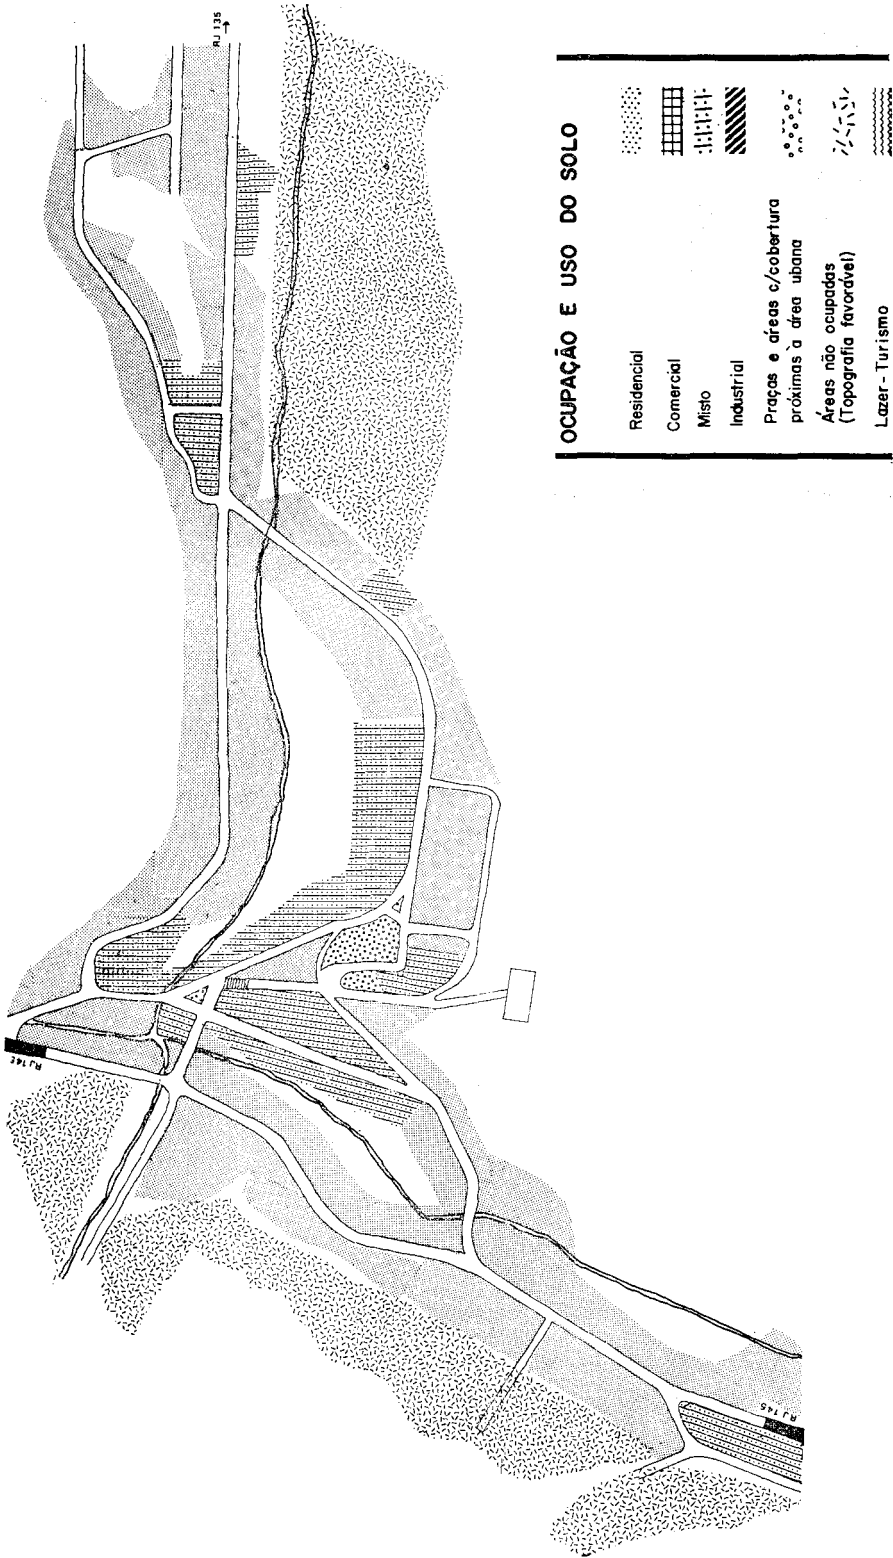 RJ 135
RJ 145
RJ 145
OCUPAÇÃO E USO DO SOLO
Residencial
Comercial
Misto
Industrial
Praças e áreas c/cobertura
próximas à área ubana
Áreas não ocupadas
(Topografia favorável)
Lazer-Turismo